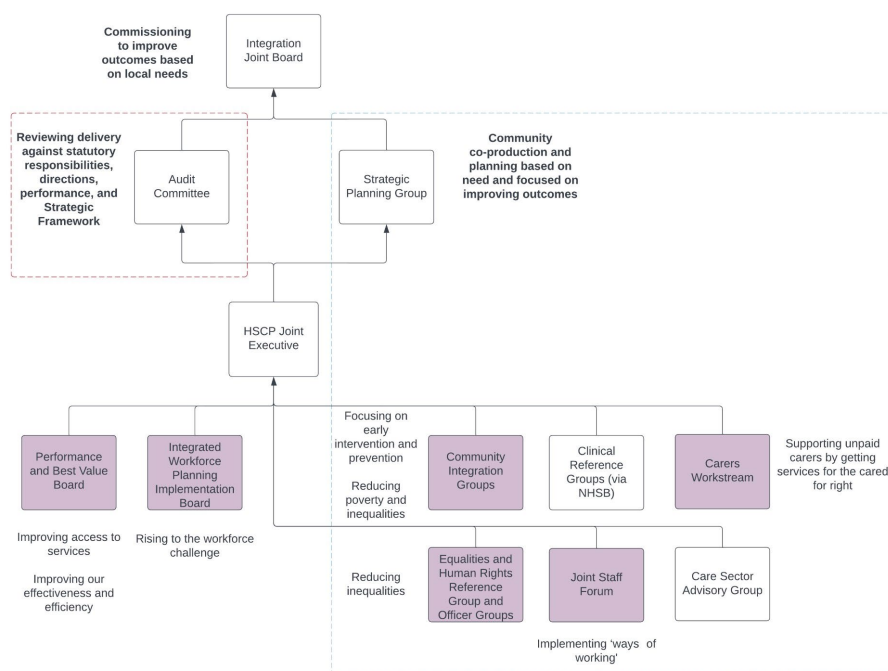 Commissioning
to improve
outcomes based
on local needs
Integration
Joint Board
Reviewing delivery
against statutory
responsibilities,
directions,
performance, and
Strategic
Framework
Audit
Committee
Strategic
Planning Group
Community
co-production and
planning based on
need and focused on
improving outcomes
HSCP Joint
Executive
Performance
and Best Value
Board
Integrated
Workforce
Planning
Implementation
Board
Focusing on
early
intervention and
prevention
Reducing
poverty and
inequalities
Community
Integration
Groups
Clinical
Reference
Groups (via
NHSB)
Carers
Workstream
Supporting unpaid
carers by getting
services for the cared
for right
Improving access to
services
Improving our
effectiveness and
efficiency
Rising to the workforce
challenge
Reducing
inequalities
Equalities and
Human Rights
Reference
Group and
Officer Groups
Joint Staff
Forum
Care Sector
Advisory Group
Implementing ‘ways of
working'